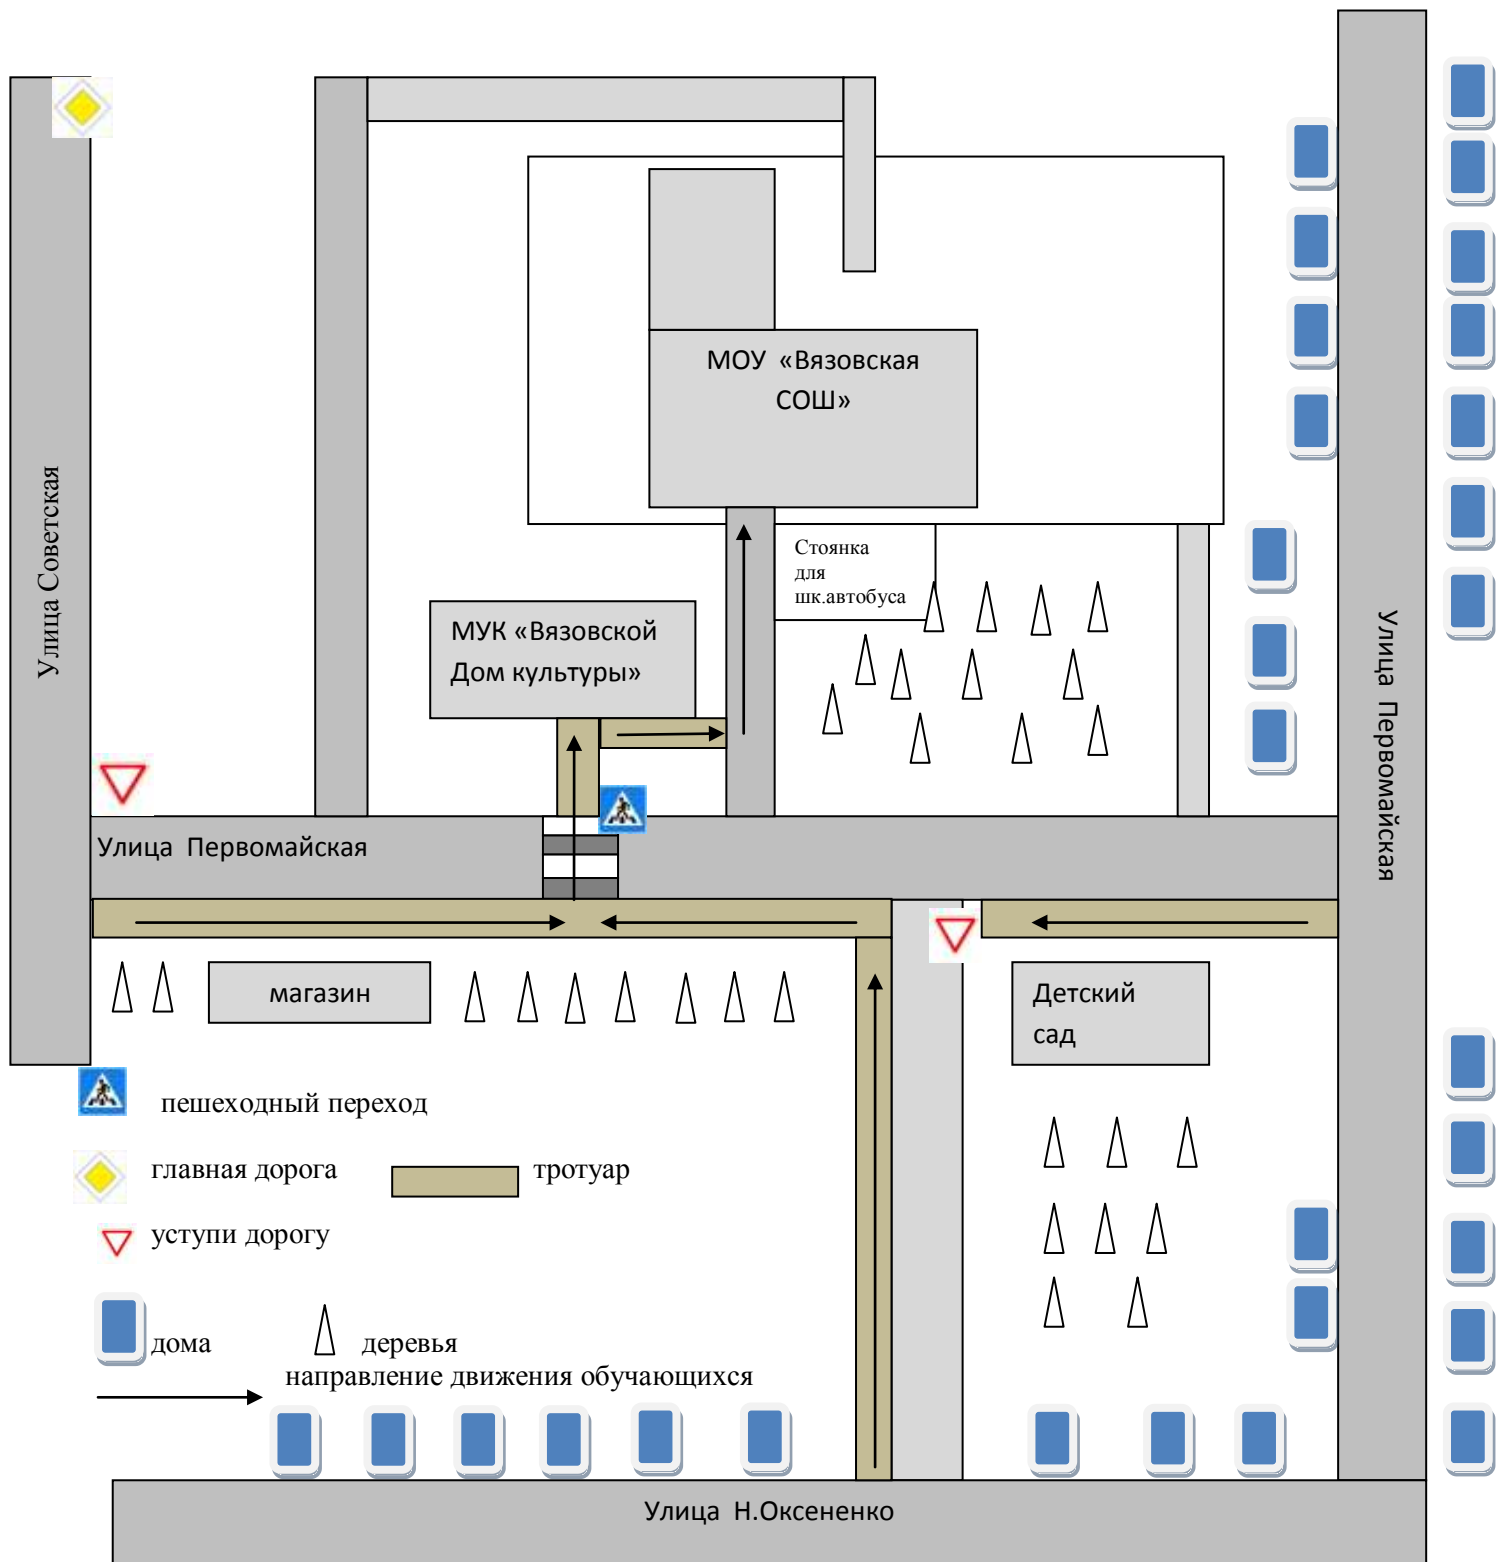 МОУ «Вязовская
СОШ»
Стоянка
для
шк.автобуса
МУК «Вязовской
Дом культуры»
Улица Советская
Улица Первомайская
Улица Первомайская
магазин
Детский
сад
пешеходный переход
главная дорога
тротуар
уступи дорогу
дома
деревья
направление движения обучающихся
Улица Н.Оксененко